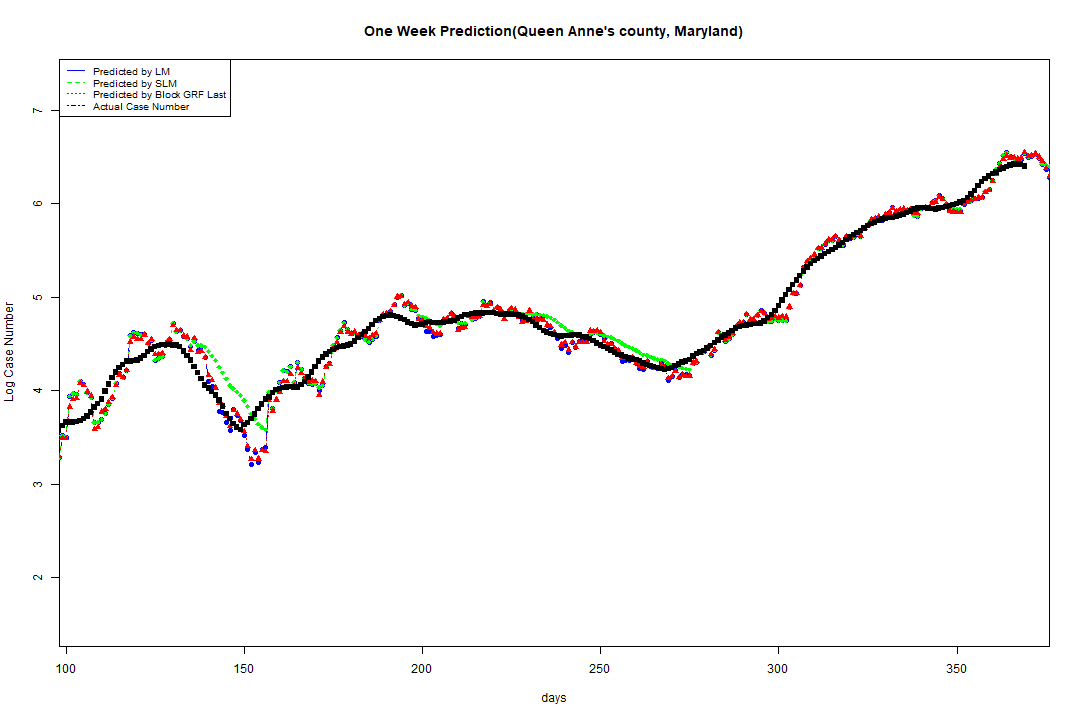 One Week Prediction(Queen Anne's county, Maryland)
Predicted by LM
Predicted by SLM
Predicted by Block GRF Last
Actual Case Number
Log Case Number
7
6
5
4
3
2
100 150 200 250 300 350
days